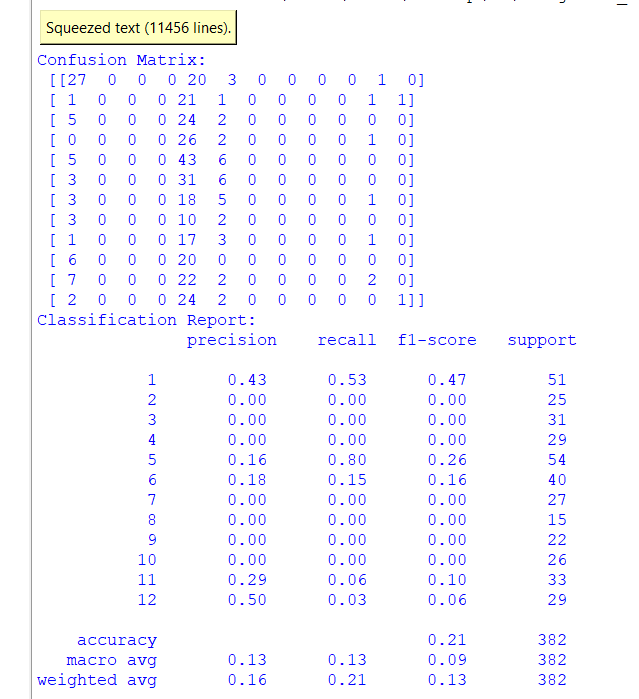 Squeezed text (11456 lines).
Confusion Matrix:
[[27 0 0 0 20 3 0 0 0 0 1 0]
[ 1 0 0 0 21 1 0 0 0 0 1 1]
[ 5 0 0 0 24 2 0 0 0 0 0 0]
[ 0 0 0 0 26 2 0 0 0 0 1 0]
[ 5 0 0 0 43 6 0 0 0 0 0 0]
[ 3 0 0 0 31 6 0 0 0 0 0 0]
[ 3 0 0 0 18 5 0 0 0 0 1 0]
[ 3 0 0 0 10 2 0 0 0 0 0 0]
[ 1 0 0 0 17 3 0 0 0 0 1 0]
[ 6 0 0 0 20 0 0 0 0 0 0 0]
[ 7 0 0 0 22 2 0 0 0 0 2 0]
[ 2 0 0 0 24 2 0 0 0 0 0 1]]
Classification Report:
precision recall f1-score support
1 0.43 0.53 0.47 51
2 0.00 0.00 0.00 25
3 0.00 0.00 0.00 31
4 0.00 0.00 0.00 29
5 0.16 0.80 0.26 54
6 0.18 0.15 0.16 40
7 0.00 0.00 0.00 27
8 0.00 0.00 0.00 15
9 0.00 0.00 0.00 22
10 0.00 0.00 0.00 26
11 0.29 0.06 0.10 33
12 0.50 0.03 0.06 29
accuracy 0.21 382
macro avg 0.13 0.13 0.09 382
weighted avg 0.16 0.21 0.13 382